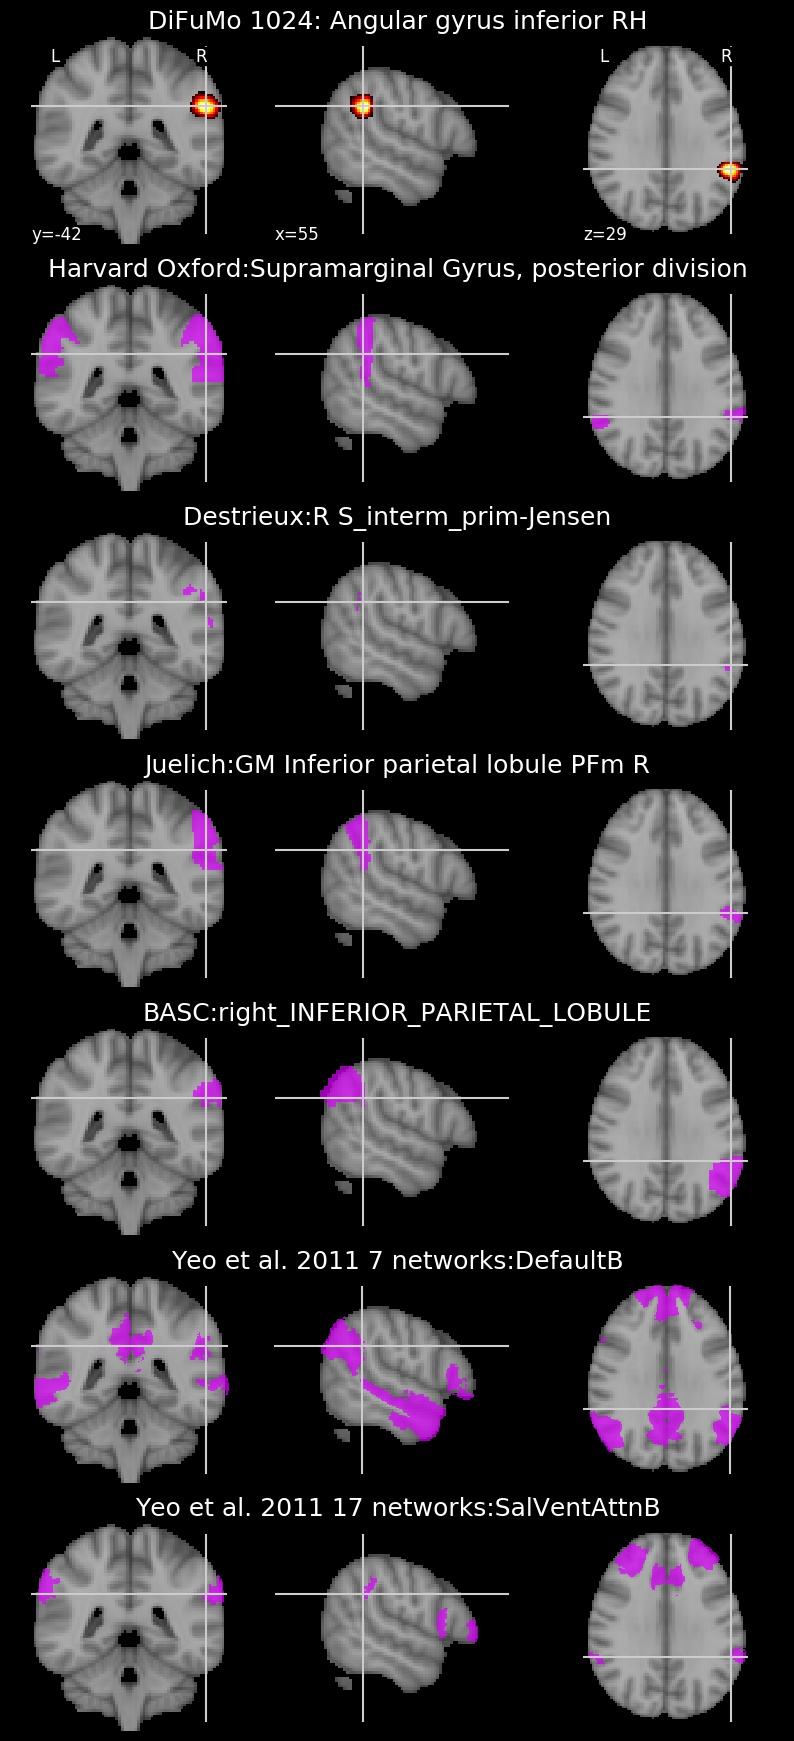 DiFuMo 1024: Angular gyrus inferior RH
L R L R
y=-42 x=55 z=29
Harvard Oxford:Supramarginal Gyrus, posterior division
Destrieux:R S_interm_prim-Jensen
Juelich:GM Inferior parietal lobule PFm R
BASC:right_INFERIOR_PARIETAL_LOBULE
Yeo et al. 2011 7 networks:DefaultB
Yeo et al. 2011 17 networks:SalVentAttnB